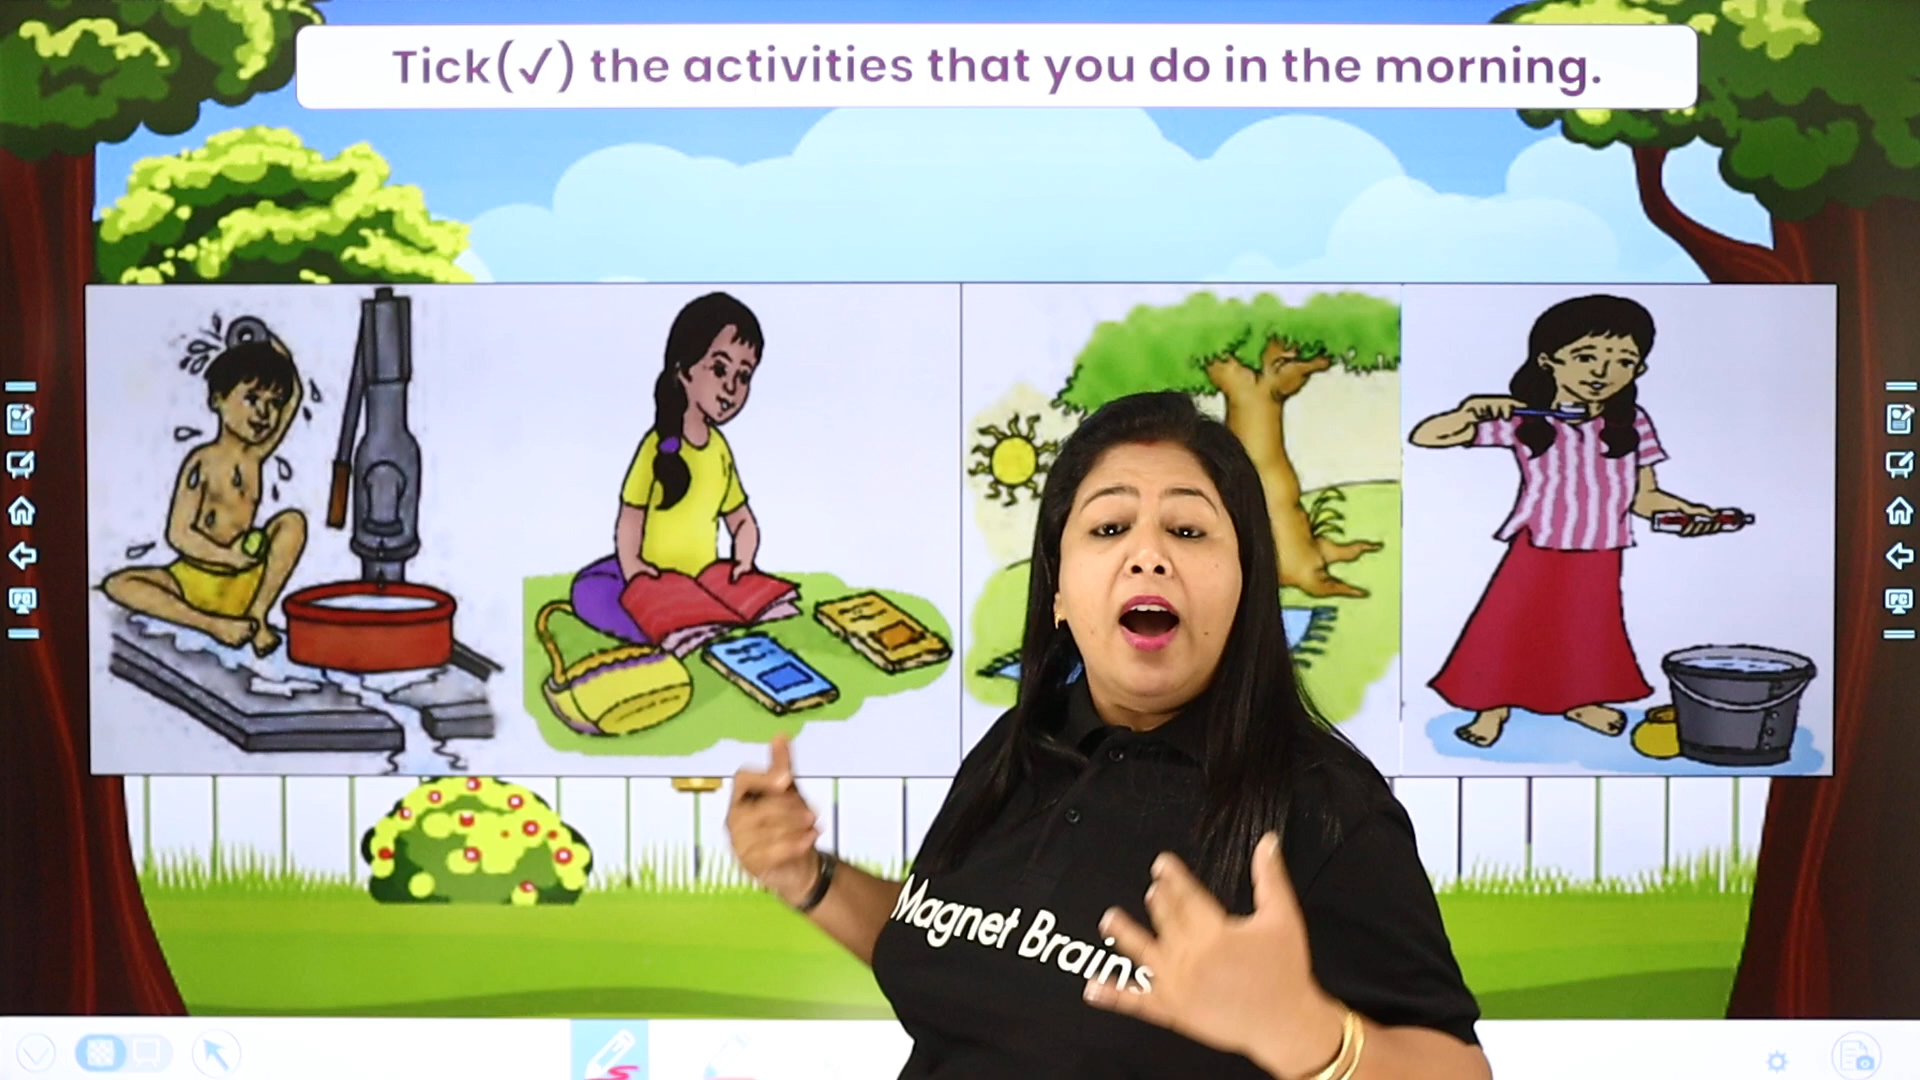 Tick(✓) the activities that you do in the morning.
Magnet Brains